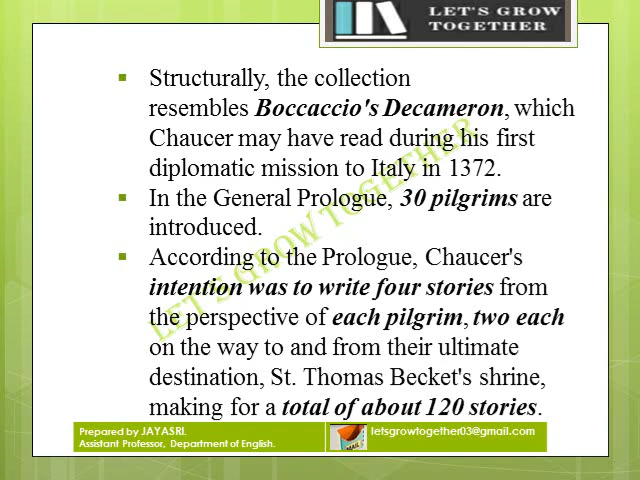 LET'S GROW
TOGETHER
▪ Structurally, the collection
resembles Boccaccio's Decameron, which
Chaucer may have read during his first
diplomatic mission to Italy in 1372.
▪ In the General Prologue, 30 pilgrims are
introduced.
▪ According to the Prologue, Chaucer's
intention was to write four stories from
the perspective of each pilgrim, two each
on the way to and from their ultimate
destination, St. Thomas Becket's shrine,
making for a total of about 120 stories.
LET'S GROW TOGETHER
Prepared by JAYASRI.
Assistant Professor, Department of English.
letsgrowtogether03@gmail.com